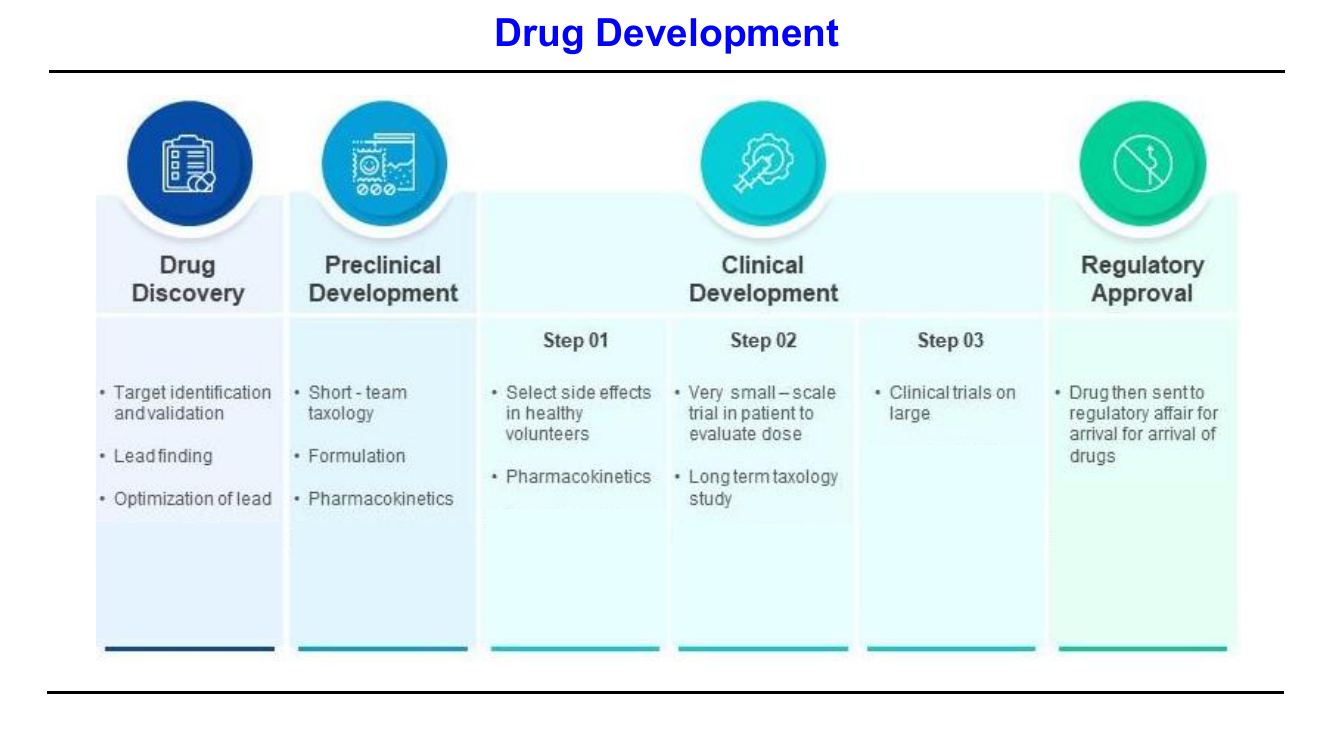 Drug Development
Drug
Discovery
Preclinical
Development
Clinical
Development
Regulatory
Approval
Step 01
Step 02
Step 03
• Target identification
and validation
• Lead finding
• Optimization of lead
• Short - team
taxology
• Formulation
• Pharmacokinetics
• Select side effects
in healthy
volunteers
• Pharmacokinetics
• Very small – scale
trial in patient to
evaluate dose
• Long term taxology
study
• Clinical trials on
large
• Drug then sent to
regulatory affair for
arrival for arrival of
drugs